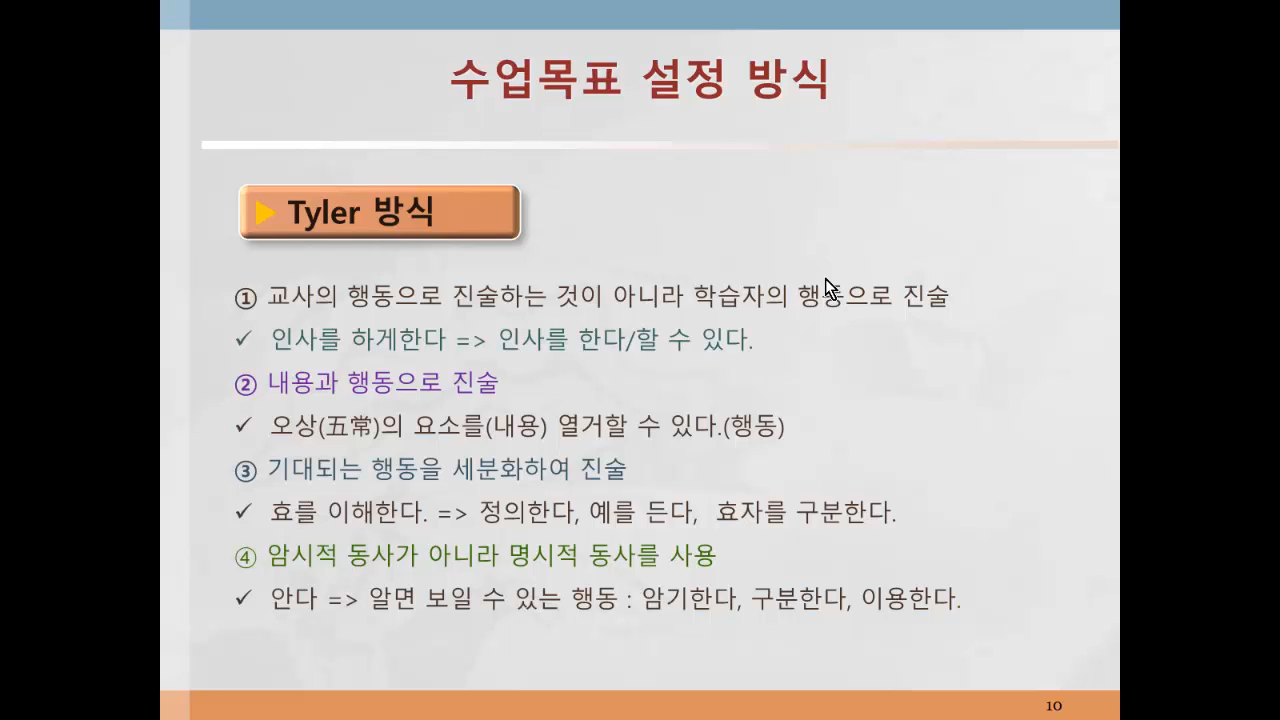 수업목표 설정 방식
Tyler 방식
① 교사의 행동으로 진술하는 것이 아니라 학습자의 행동으로 진술
✓ 인사를 하게한다 => 인사를 한다/할 수 있다.
② 내용과 행동으로 진술
✓ 오상(五常)의 요소를(내용) 열거할 수 있다.(행동)
③ 기대되는 행동을 세분화하여 진술
✓ 효를 이해한다. => 정의한다, 예를 든다, 효자를 구분한다.
④ 암시적 동사가 아니라 명시적 동사를 사용
✓ 안다 => 알면 보일 수 있는 행동 : 암기한다, 구분한다, 이용한다.
10